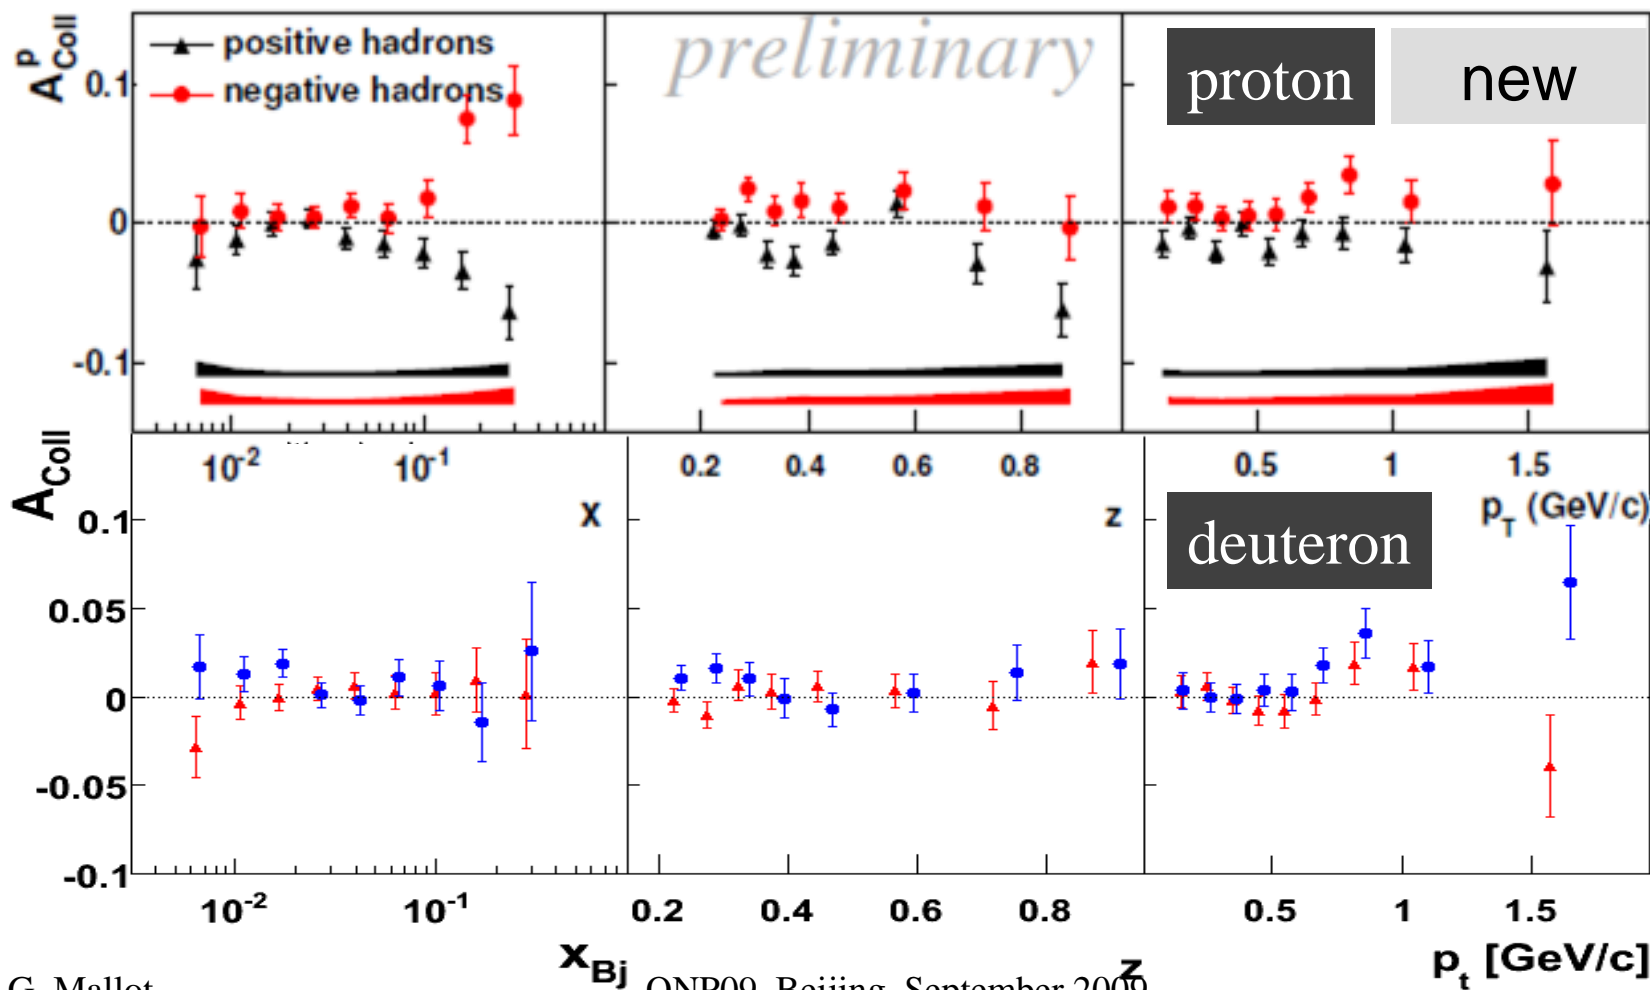 A^p_Coll
positive hadrons
negative hadrons
preliminary
proton
new
0.1
0
-0.1
10^-2 10^-1
0.2 0.4 0.6 0.8
0.5 1 1.5
x
z
p_T (GeV/c)
A_Coll
deuteron
0.1
0.05
0
-0.05
-0.1
10^-2 10^-1
0.2 0.4 0.6 0.8
0.5 1 1.5
x_Bj
z
p_t [GeV/c]
G. Mallot
Beijing, September 2009